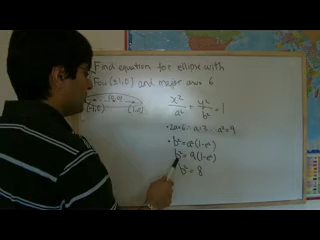 Find equation for ellipse with
Foci (±1,0) and major axis 6
(0,0)
(-1,0) (1,0)
x²/a² + y²/b² = 1
• 2a=6 ∴ a=3 ∴ a²=9
• b²=a²(1-e²)
b²=9(1-e²)
b²=8